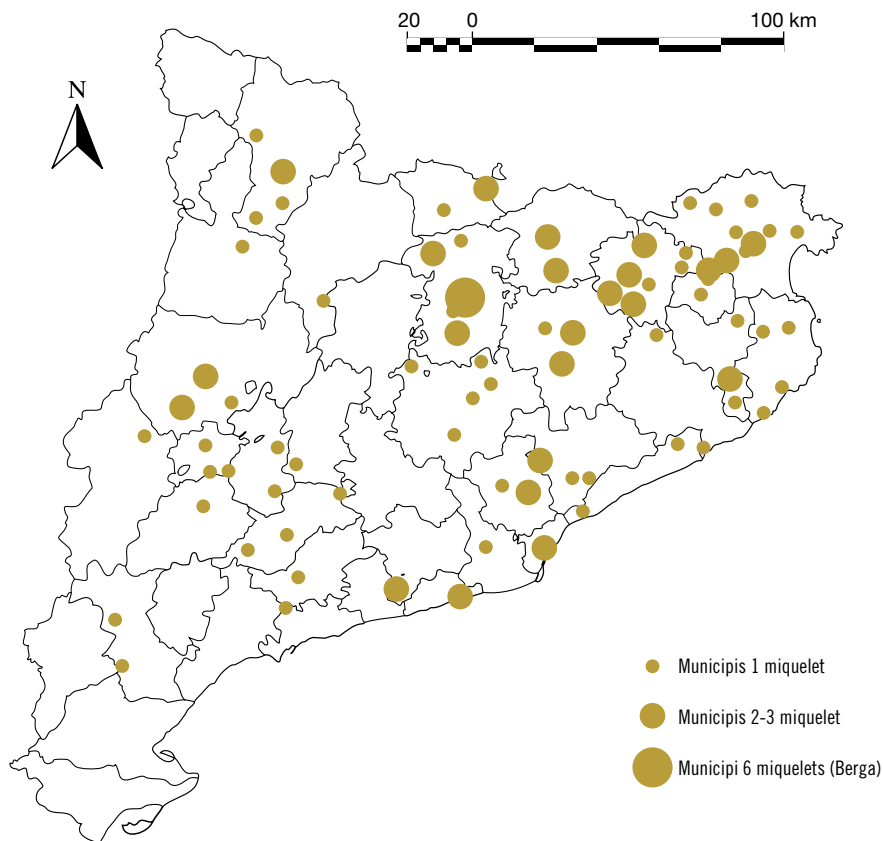 20 0 100 km
N
Municipis 1 miquelet
Municipis 2-3 miquelet
Municipi 6 miquelets (Berga)